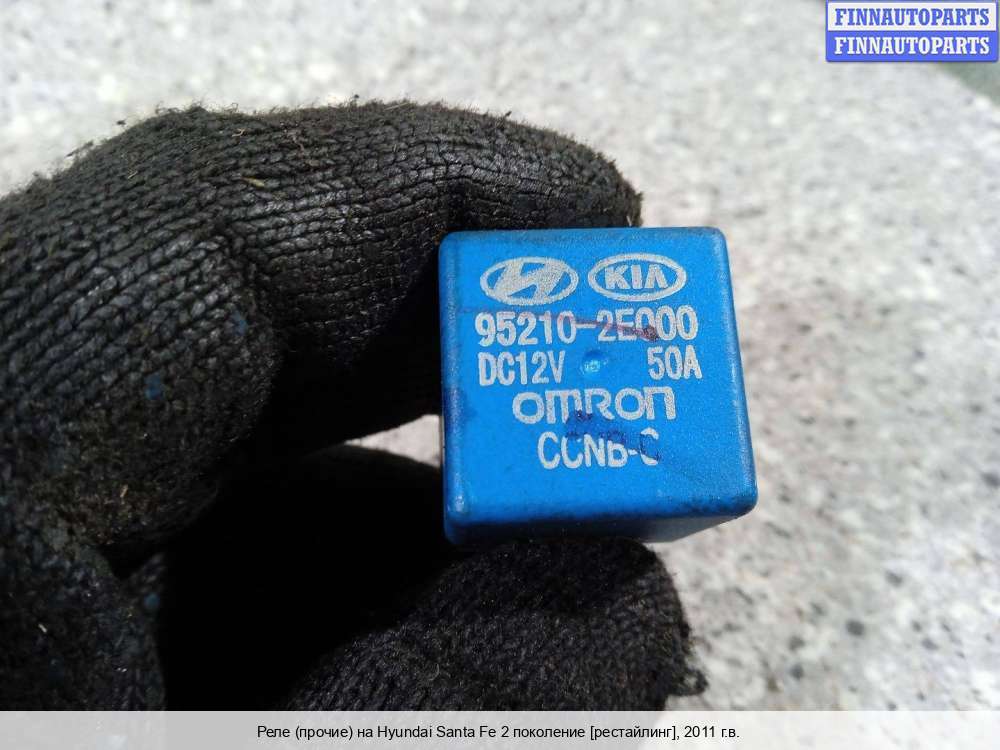 FINNAUTOPARTS
FINNAUTOPARTS
KIA
95210-2E000
DC12V 50A
OMRON
CCNB-C
Реле (прочие) на Hyundai Santa Fe 2 поколение [рестайлинг], 2011 г.в.